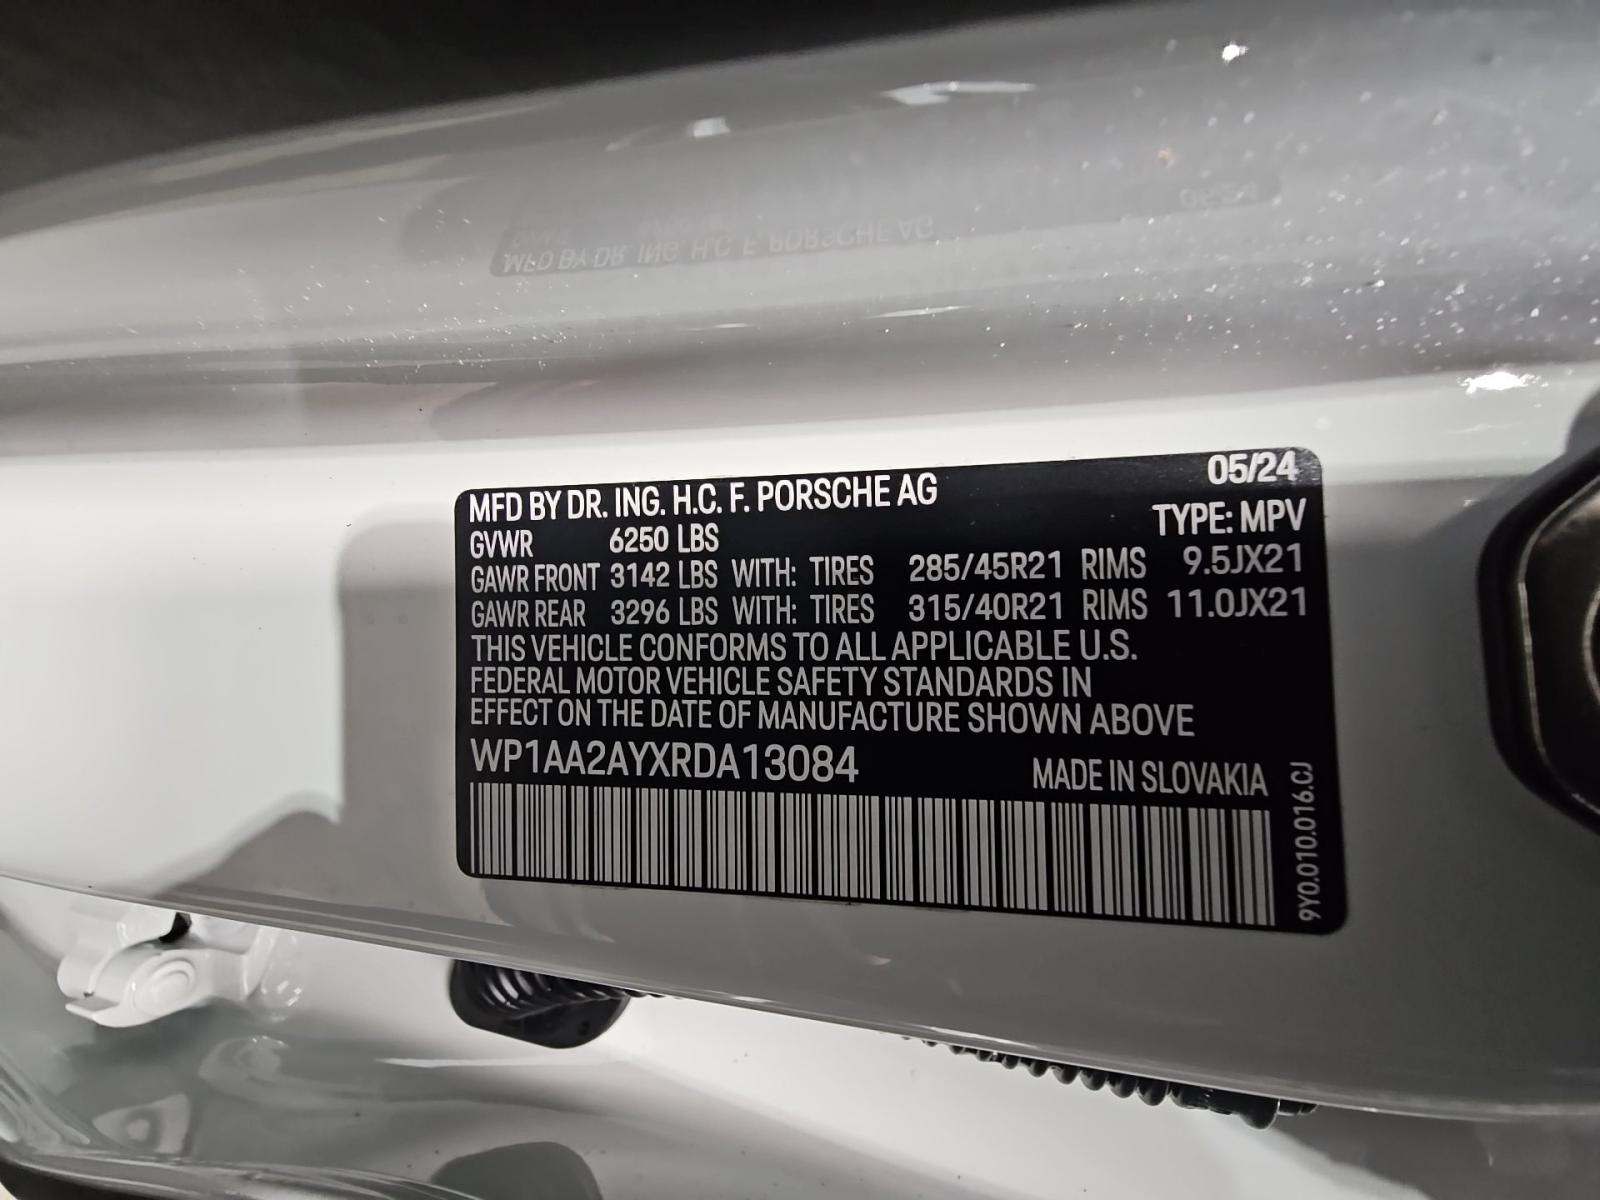 MFD BY DR. ING. H.C. F. PORSCHE AG 05/24
GVWR 6250 LBS TYPE: MPV
GAWR FRONT 3142 LBS WITH: TIRES 285/45R21 RIMS 9.5JX21
GAWR REAR 3296 LBS WITH: TIRES 315/40R21 RIMS 11.0JX21
THIS VEHICLE CONFORMS TO ALL APPLICABLE U.S.
FEDERAL MOTOR VEHICLE SAFETY STANDARDS IN
EFFECT ON THE DATE OF MANUFACTURE SHOWN ABOVE
WP1AA2AYXRDA13084 MADE IN SLOVAKIA
9Y0.010.016.CJ